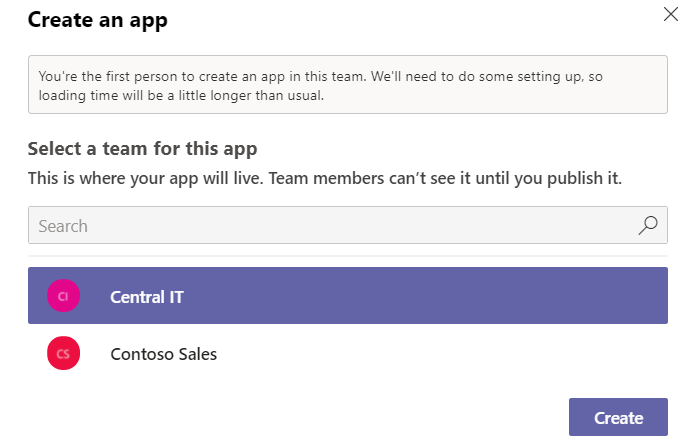 Create an app
You're the first person to create an app in this team. We'll need to do some setting up, so
loading time will be a little longer than usual.
Select a team for this app
This is where your app will live. Team members can’t see it until you publish it.
Search
CI Central IT
CS Contoso Sales
Create